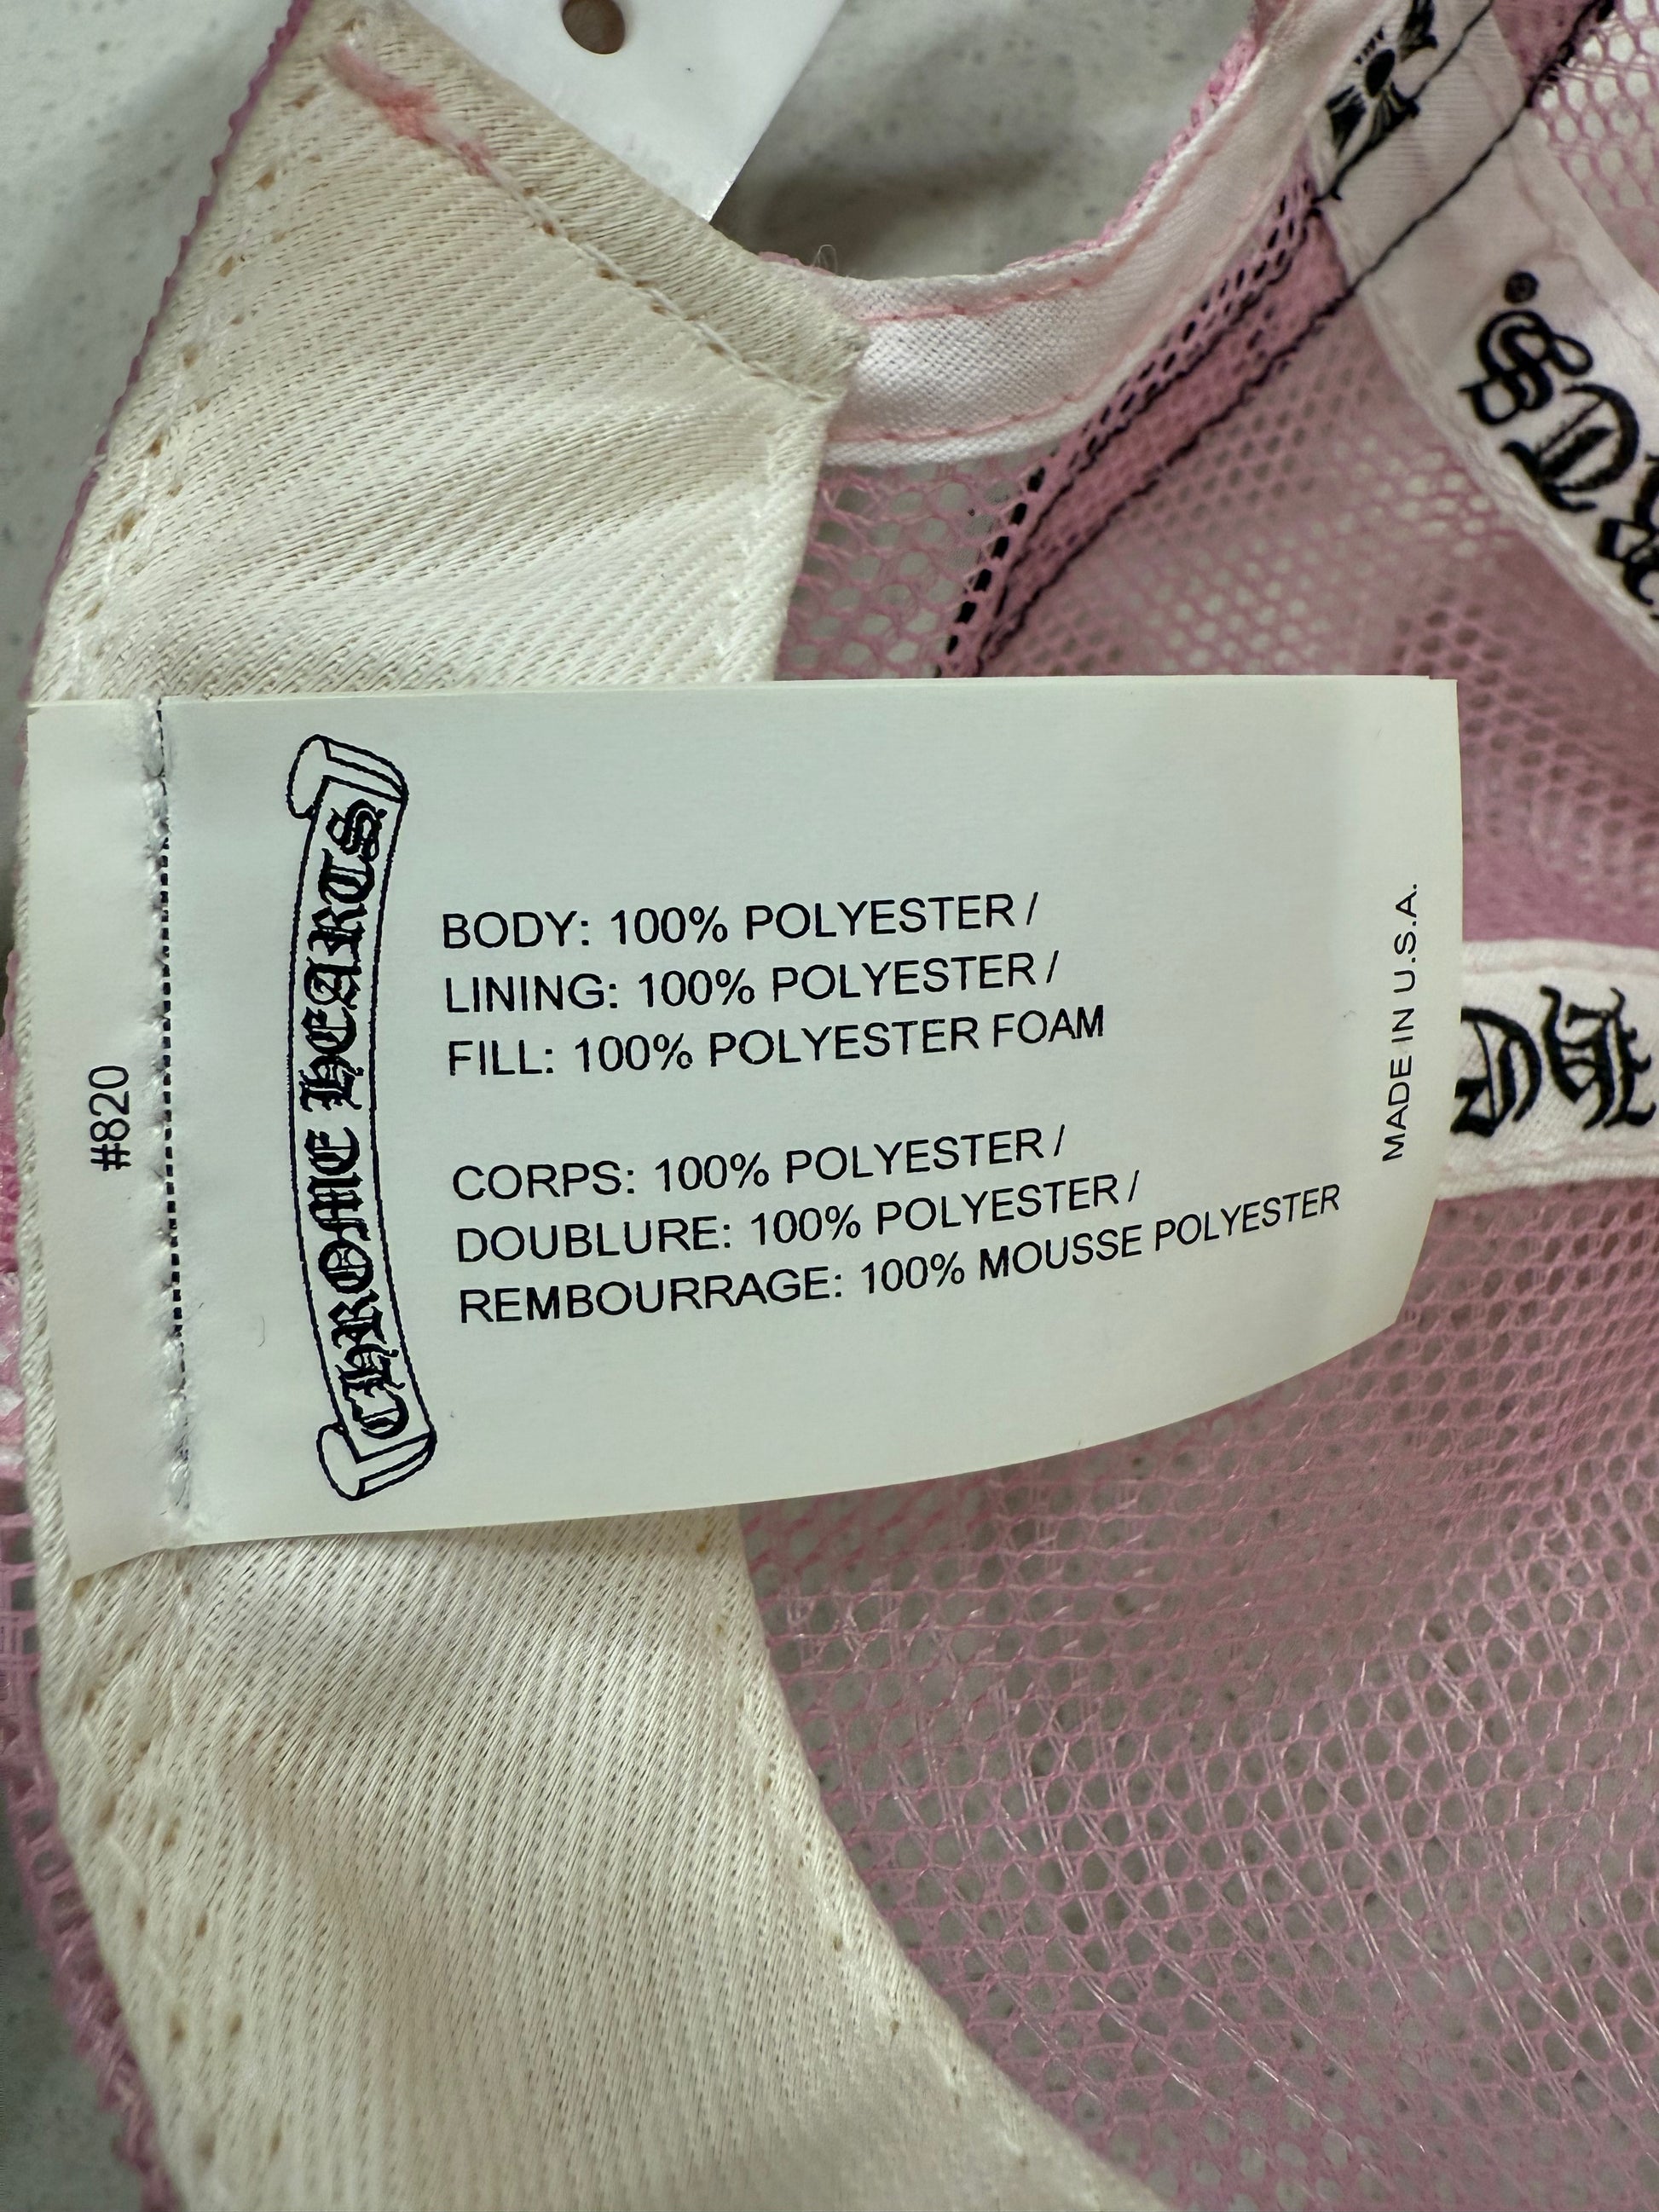 #820
CHROME HEARTS
BODY: 100% POLYESTER /
LINING: 100% POLYESTER /
FILL: 100% POLYESTER FOAM
CORPS: 100% POLYESTER /
DOUBLURE: 100% POLYESTER /
REMBOURRAGE: 100% MOUSSE POLYESTER
MADE IN U.S.A.